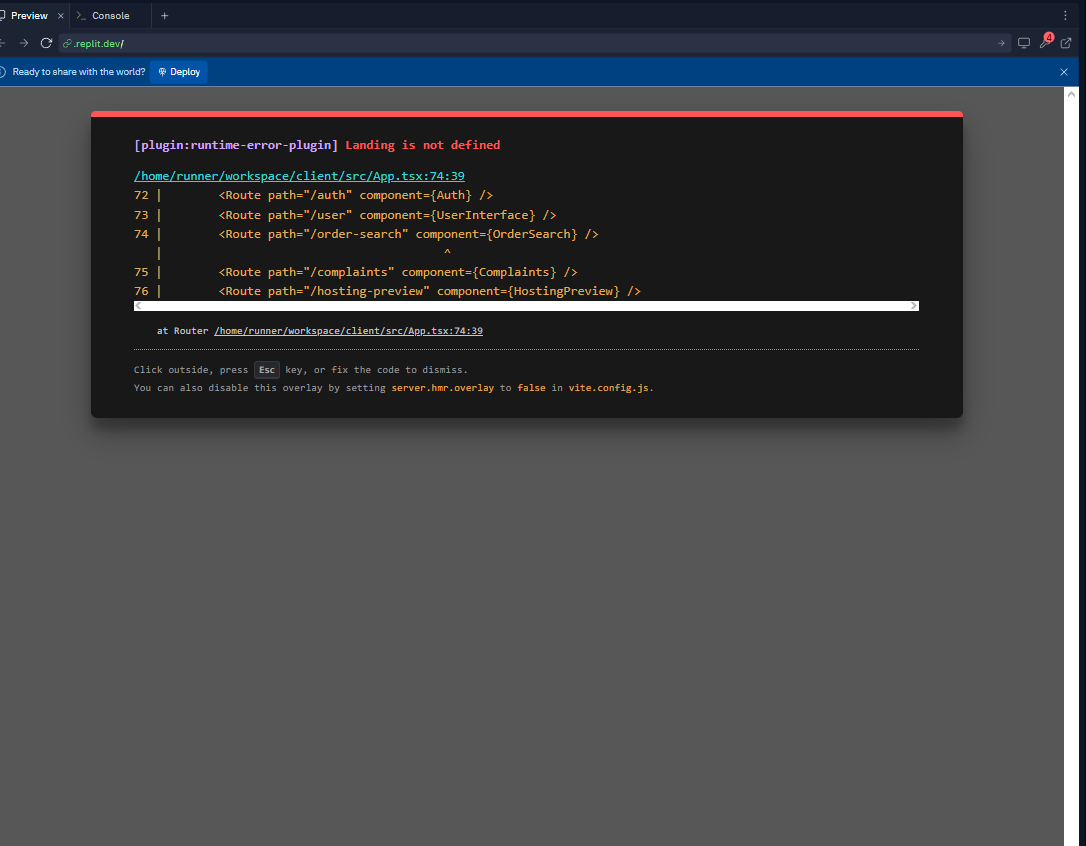 Preview
Console
.replit.dev/
4
Ready to share with the world? Deploy
[plugin:runtime-error-plugin] Landing is not defined
/home/runner/workspace/client/src/App.tsx:74:39
72 | <Route path="/auth" component={Auth} />
73 | <Route path="/user" component={UserInterface} />
74 | <Route path="/order-search" component={OrderSearch} />
| ^
75 | <Route path="/complaints" component={Complaints} />
76 | <Route path="/hosting-preview" component={HostingPreview} />
at Router /home/runner/workspace/client/src/App.tsx:74:39
Click outside, press Esc key, or fix the code to dismiss.
You can also disable this overlay by setting server.hmr.overlay to false in vite.config.js.